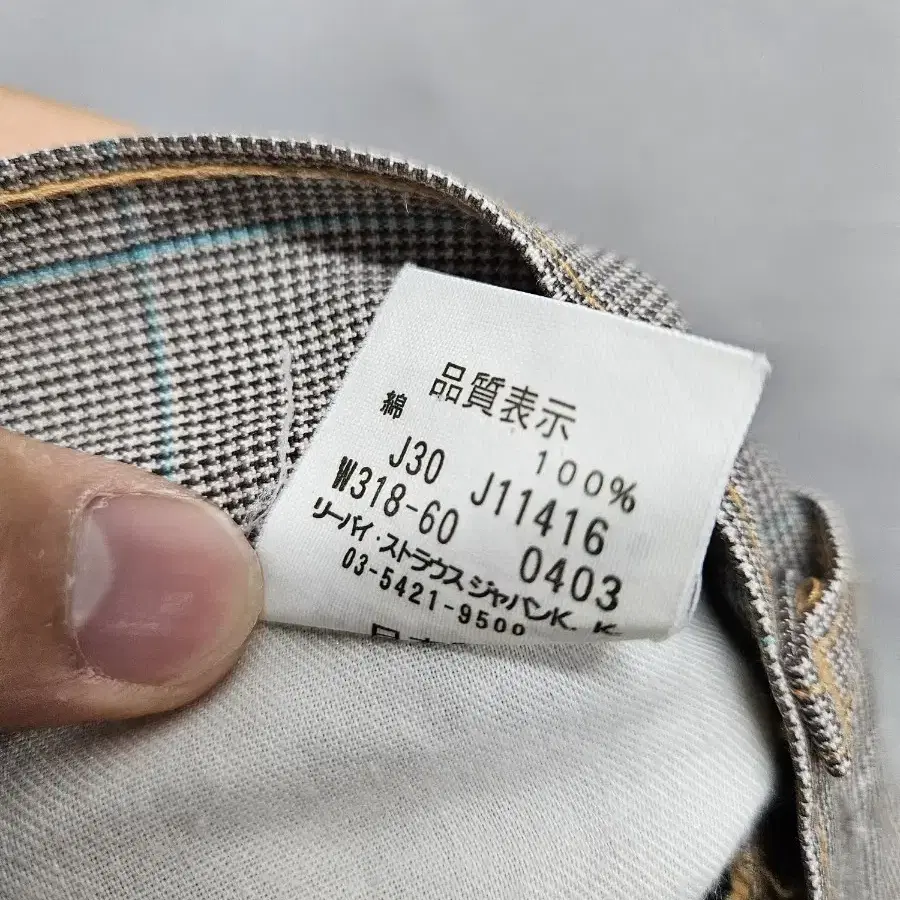 品質表示
綿 100%
J30 J11416
W318-60 0403
リーバイ・ストラウス ジャパンK.K.
03-5421-9500